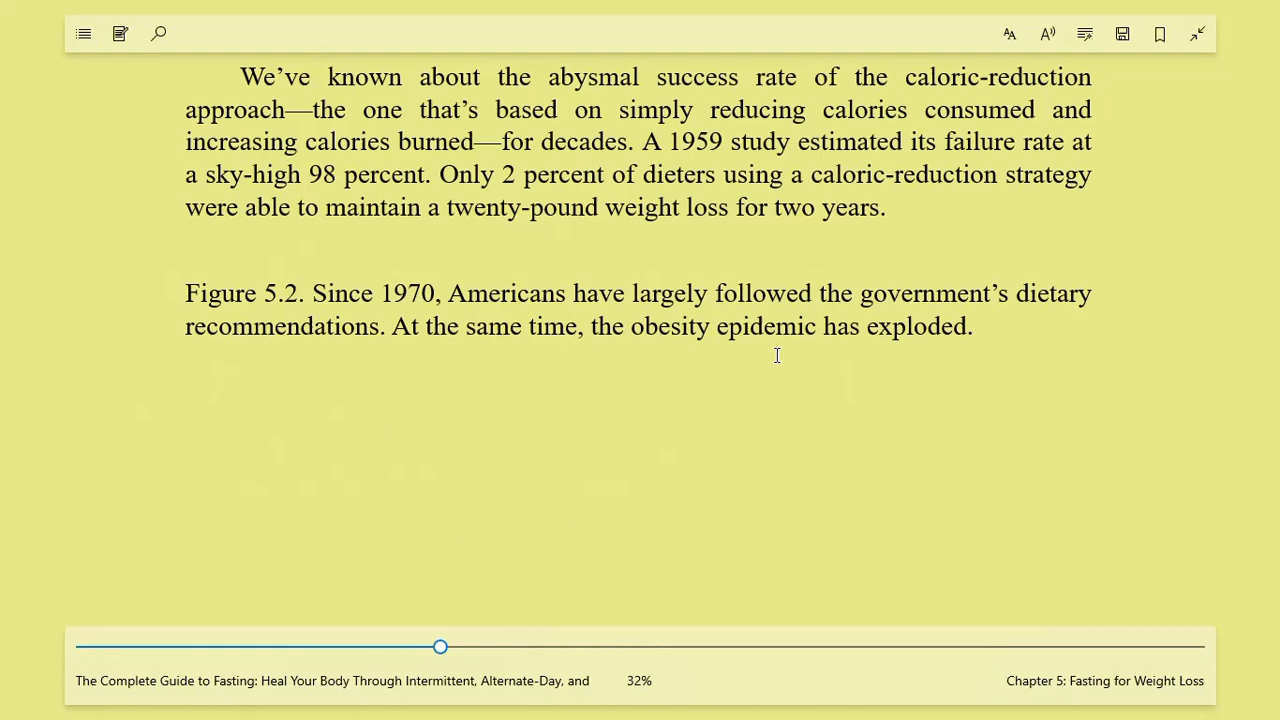 We’ve known about the abysmal success rate of the caloric-reduction
approach—the one that’s based on simply reducing calories consumed and
increasing calories burned—for decades. A 1959 study estimated its failure rate at
a sky-high 98 percent. Only 2 percent of dieters using a caloric-reduction strategy
were able to maintain a twenty-pound weight loss for two years.
Figure 5.2. Since 1970, Americans have largely followed the government’s dietary
recommendations. At the same time, the obesity epidemic has exploded.
The Complete Guide to Fasting: Heal Your Body Through Intermittent, Alternate-Day, and 32% Chapter 5: Fasting for Weight Loss